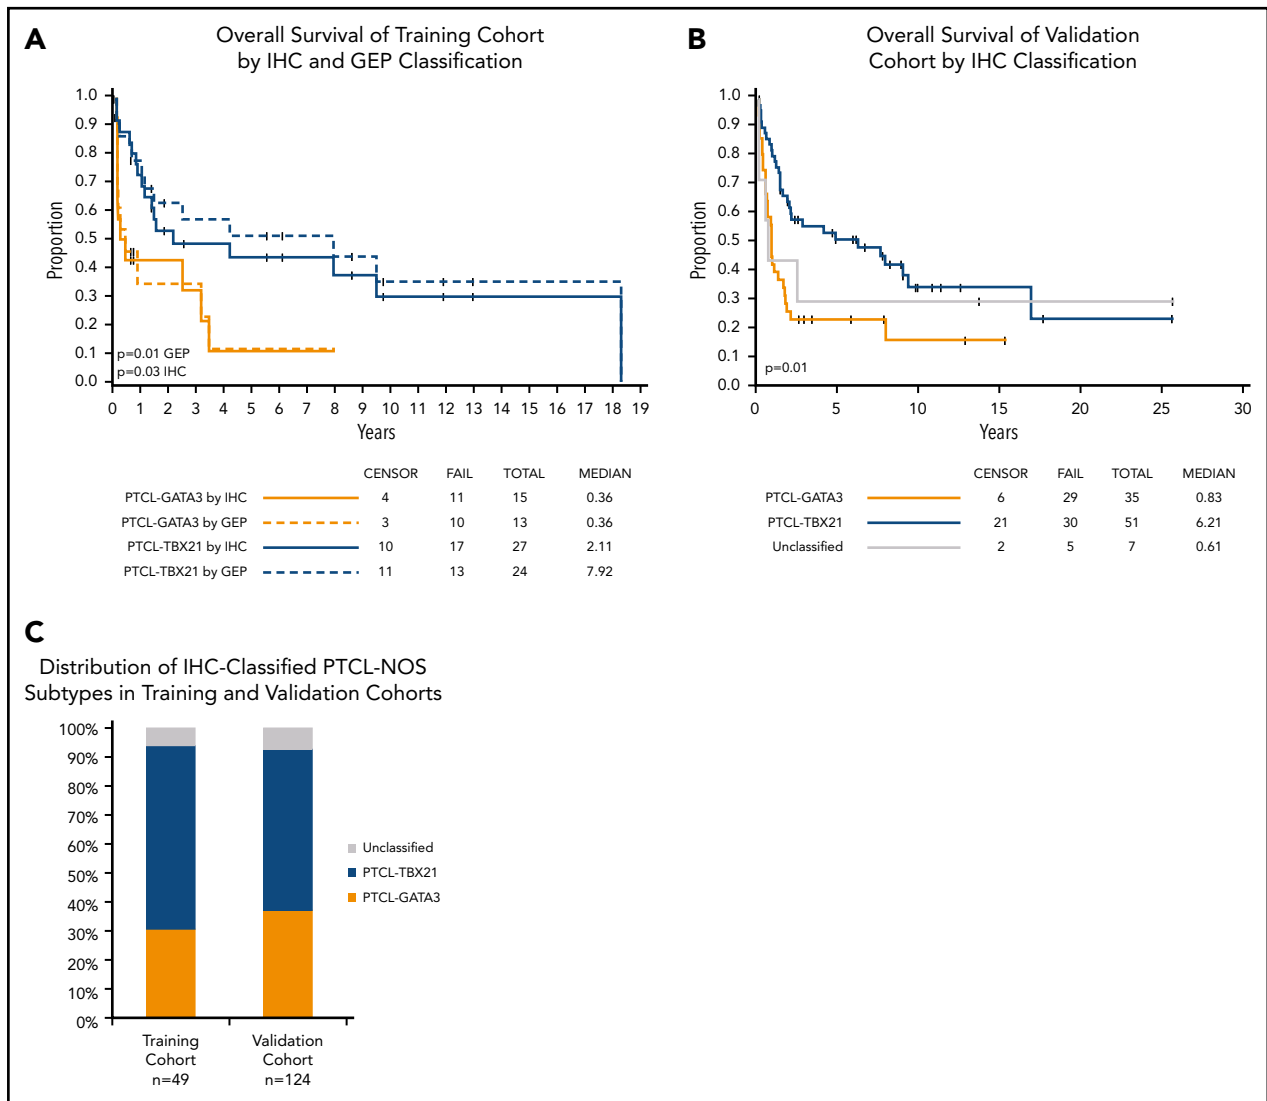 A
Overall Survival of Training Cohort
by IHC and GEP Classification
Proportion
1.0
0.9
0.8
0.7
0.6
0.5
0.4
0.3
0.2
0.1
0.0
p=0.01 GEP
p=0.03 IHC
0 1 2 3 4 5 6 7 8 9 10 11 12 13 14 15 16 17 18 19
Years
CENSOR FAIL TOTAL MEDIAN
PTCL-GATA3 by IHC 4 11 15 0.36
PTCL-GATA3 by GEP 3 10 13 0.36
PTCL-TBX21 by IHC 10 17 27 2.11
PTCL-TBX21 by GEP 11 13 24 7.92
B
Overall Survival of Validation
Cohort by IHC Classification
Proportion
1.0
0.9
0.8
0.7
0.6
0.5
0.4
0.3
0.2
0.1
0.0
p=0.01
0 5 10 15 20 25 30
Years
CENSOR FAIL TOTAL MEDIAN
PTCL-GATA3 6 29 35 0.83
PTCL-TBX21 21 30 51 6.21
Unclassified 2 5 7 0.61
C
Distribution of IHC-Classified PTCL-NOS
Subtypes in Training and Validation Cohorts
100%
90%
80%
70%
60%
50%
40%
30%
20%
10%
0%
Training
Cohort
n=49
Validation
Cohort
n=124
Unclassified
PTCL-TBX21
PTCL-GATA3